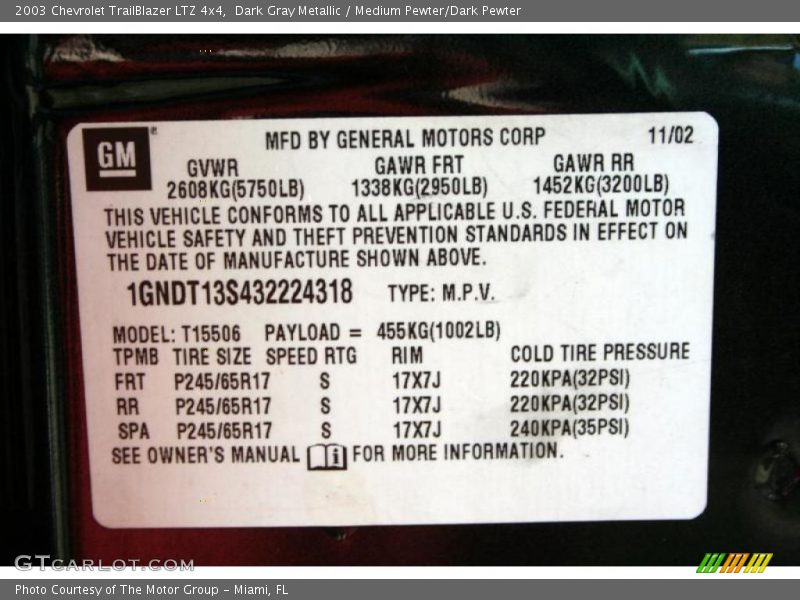 2003 Chevrolet TrailBlazer LTZ 4x4, Dark Gray Metallic / Medium Pewter/Dark Pewter
GM® MFD BY GENERAL MOTORS CORP 11/02
GVWR GAWR FRT GAWR RR
2608KG(5750LB) 1338KG(2950LB) 1452KG(3200LB)
THIS VEHICLE CONFORMS TO ALL APPLICABLE U.S. FEDERAL MOTOR
VEHICLE SAFETY AND THEFT PREVENTION STANDARDS IN EFFECT ON
THE DATE OF MANUFACTURE SHOWN ABOVE.
1GNDT13S432224318 TYPE: M.P.V.
MODEL: T15506 PAYLOAD = 455KG(1002LB)
TPMB TIRE SIZE SPEED RTG RIM COLD TIRE PRESSURE
FRT P245/65R17 S 17X7J 220KPA(32PSI)
RR P245/65R17 S 17X7J 220KPA(32PSI)
SPA P245/65R17 S 17X7J 240KPA(35PSI)
SEE OWNER'S MANUAL i FOR MORE INFORMATION.
GTCARLOT.COM
Photo Courtesy of The Motor Group - Miami, FL